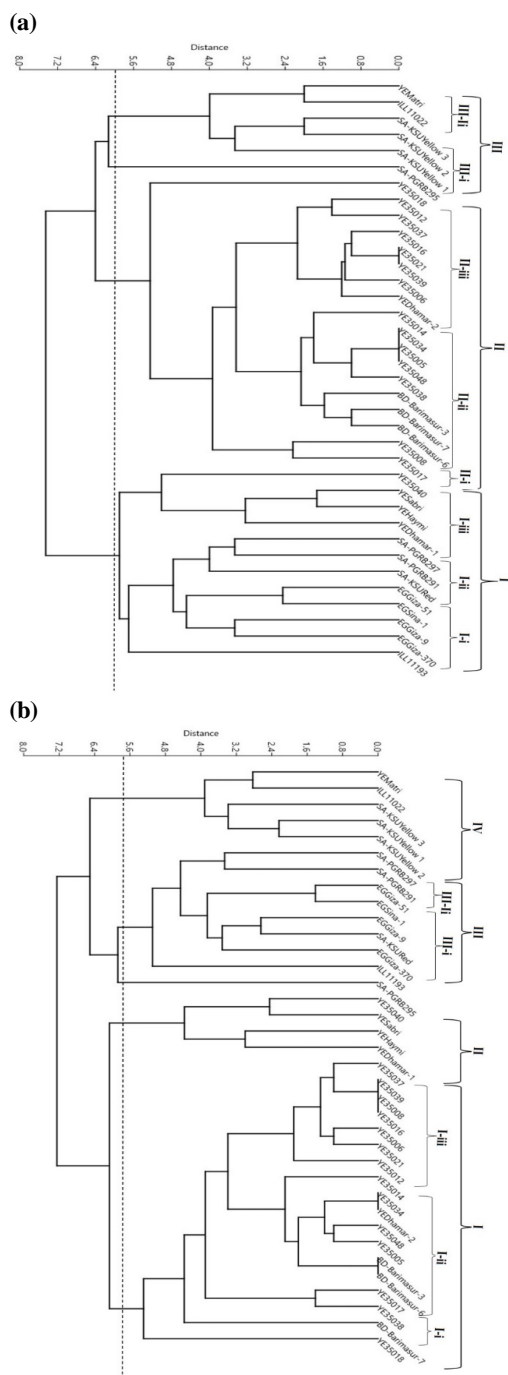 (a)
Distance
0.0
0.8
1.6
2.4
3.2
4.0
4.8
5.6
6.4
7.2
8.0
YEMatri
ILL11022
SA-KSUYellow 3
SA-KSUYellow 2
SA-KSUYellow 1
SA-PGRB295
YE35018
YE35012
YE35037
YE35016
YE35021
YE35039
YE35006
YEDhamar-2
YE35014
YE35034
YE35005
YE35048
YE35038
BD-Barimasur-3
BD-Barimasur-7
BD-Barimasur-6
YE35008
YE35017
YE35040
YESabri
YEHaymi
YEDhamar-1
SA-PGRB297
SA-PGRB291
SA-KSURed
EGGiza-51
EGSina-1
EGGiza-9
EGGiza-370
ILL11193
III-Ii
III-i
II-iii
II-ii
II-i
I-iii
I-ii
I-i
III
II
I
(b)
Distance
0.0
0.8
1.6
2.4
3.2
4.0
4.8
5.6
6.4
7.2
8.0
YEMatri
ILL11022
SA-KSUYellow 3
SA-KSUYellow 1
SA-KSUYellow 2
SA-PGRB297
SA-PGRB291
EGGiza-51
EGSina-1
EGGiza-9
SA-KSURed
EGGiza-370
ILL11193
SA-PGRB295
YE35040
YESabri
YEHaymi
YEDhamar-1
YE35037
YE35039
YE35008
YE35016
YE35006
YE35021
YE35012
YE35014
YE35034
YEDhamar-2
YE35048
YE35005
BD-Barimasur-3
BD-Barimasur-6
YE35017
YE35038
BD-Barimasur-7
YE35018
III-Ii
III-i
I-iii
I-ii
I-i
IV
III
II
I